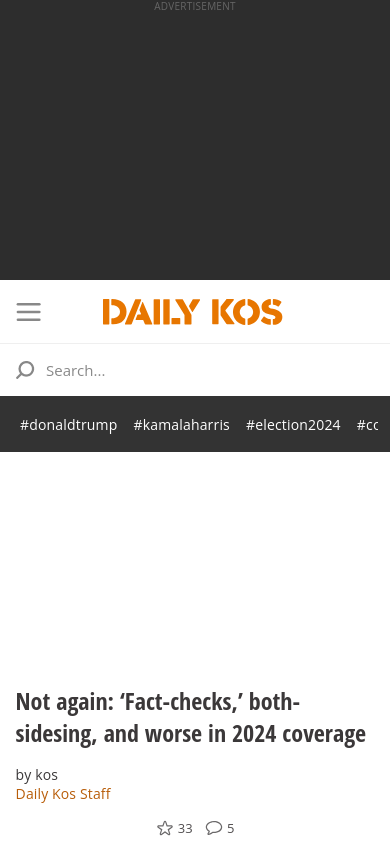 ADVERTISEMENT
DAILY KOS
Search...
#donaldtrump #kamalaharris #election2024
Not again: ‘Fact-checks,’ both-
sidesing, and worse in 2024 coverage
by kos
Daily Kos Staff
33 5